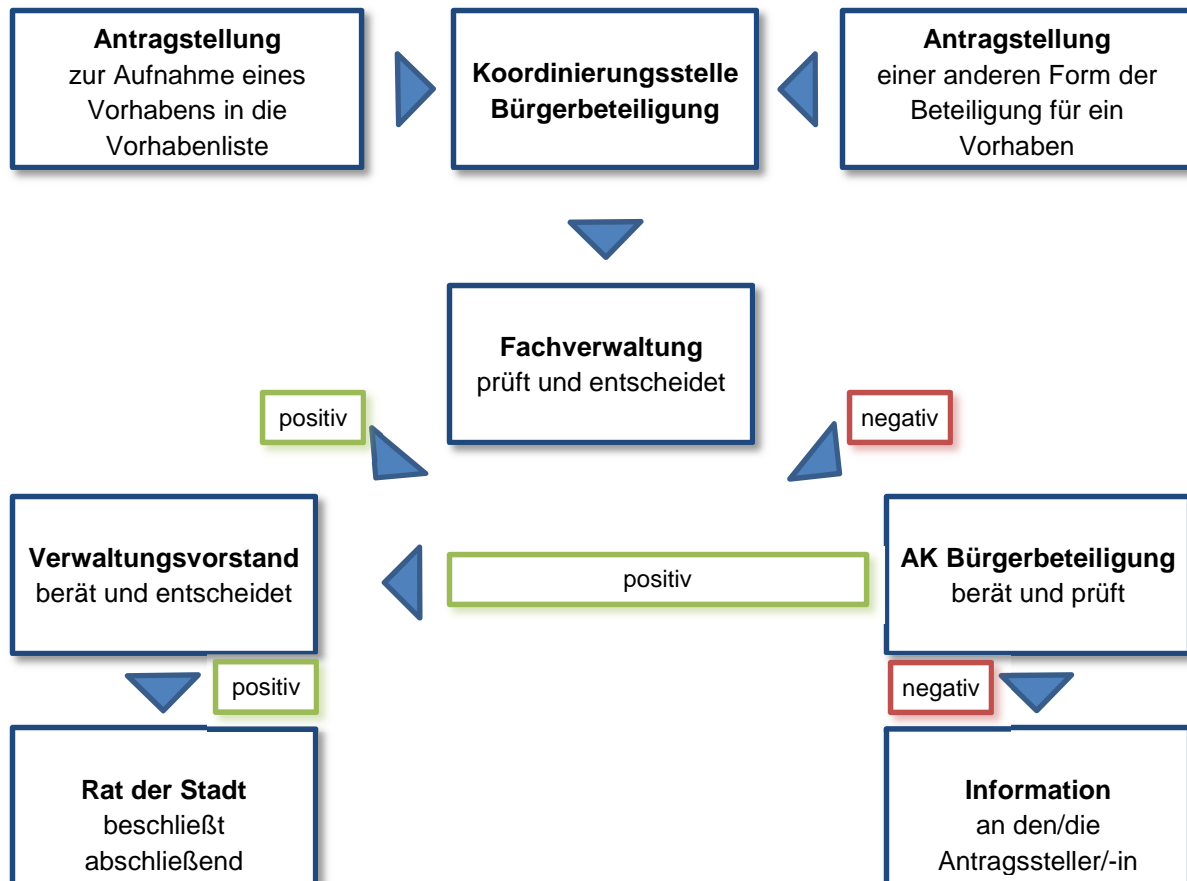 Antragstellung
zur Aufnahme eines
Vorhabens in die
Vorhabenliste
Koordinierungsstelle
Bürgerbeteiligung
Antragstellung
einer anderen Form der
Beteiligung für ein
Vorhaben
Fachverwaltung
prüft und entscheidet
positiv
negativ
Verwaltungsvorstand
berät und entscheidet
positiv
AK Bürgerbeteiligung
berät und prüft
positiv
negativ
Rat der Stadt
beschließt
abschließend
Information
an den/die
Antragssteller/-in